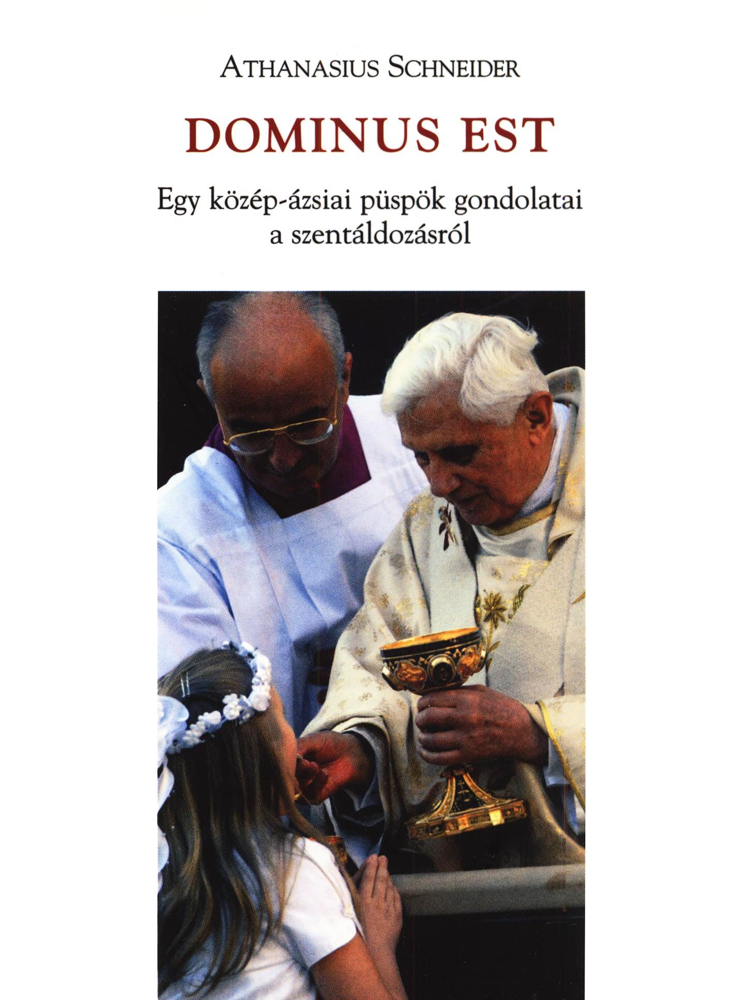 ATHANASIUS SCHNEIDER
DOMINUS EST
Egy közép-ázsiai püspök gondolatai
a szentáldozásról